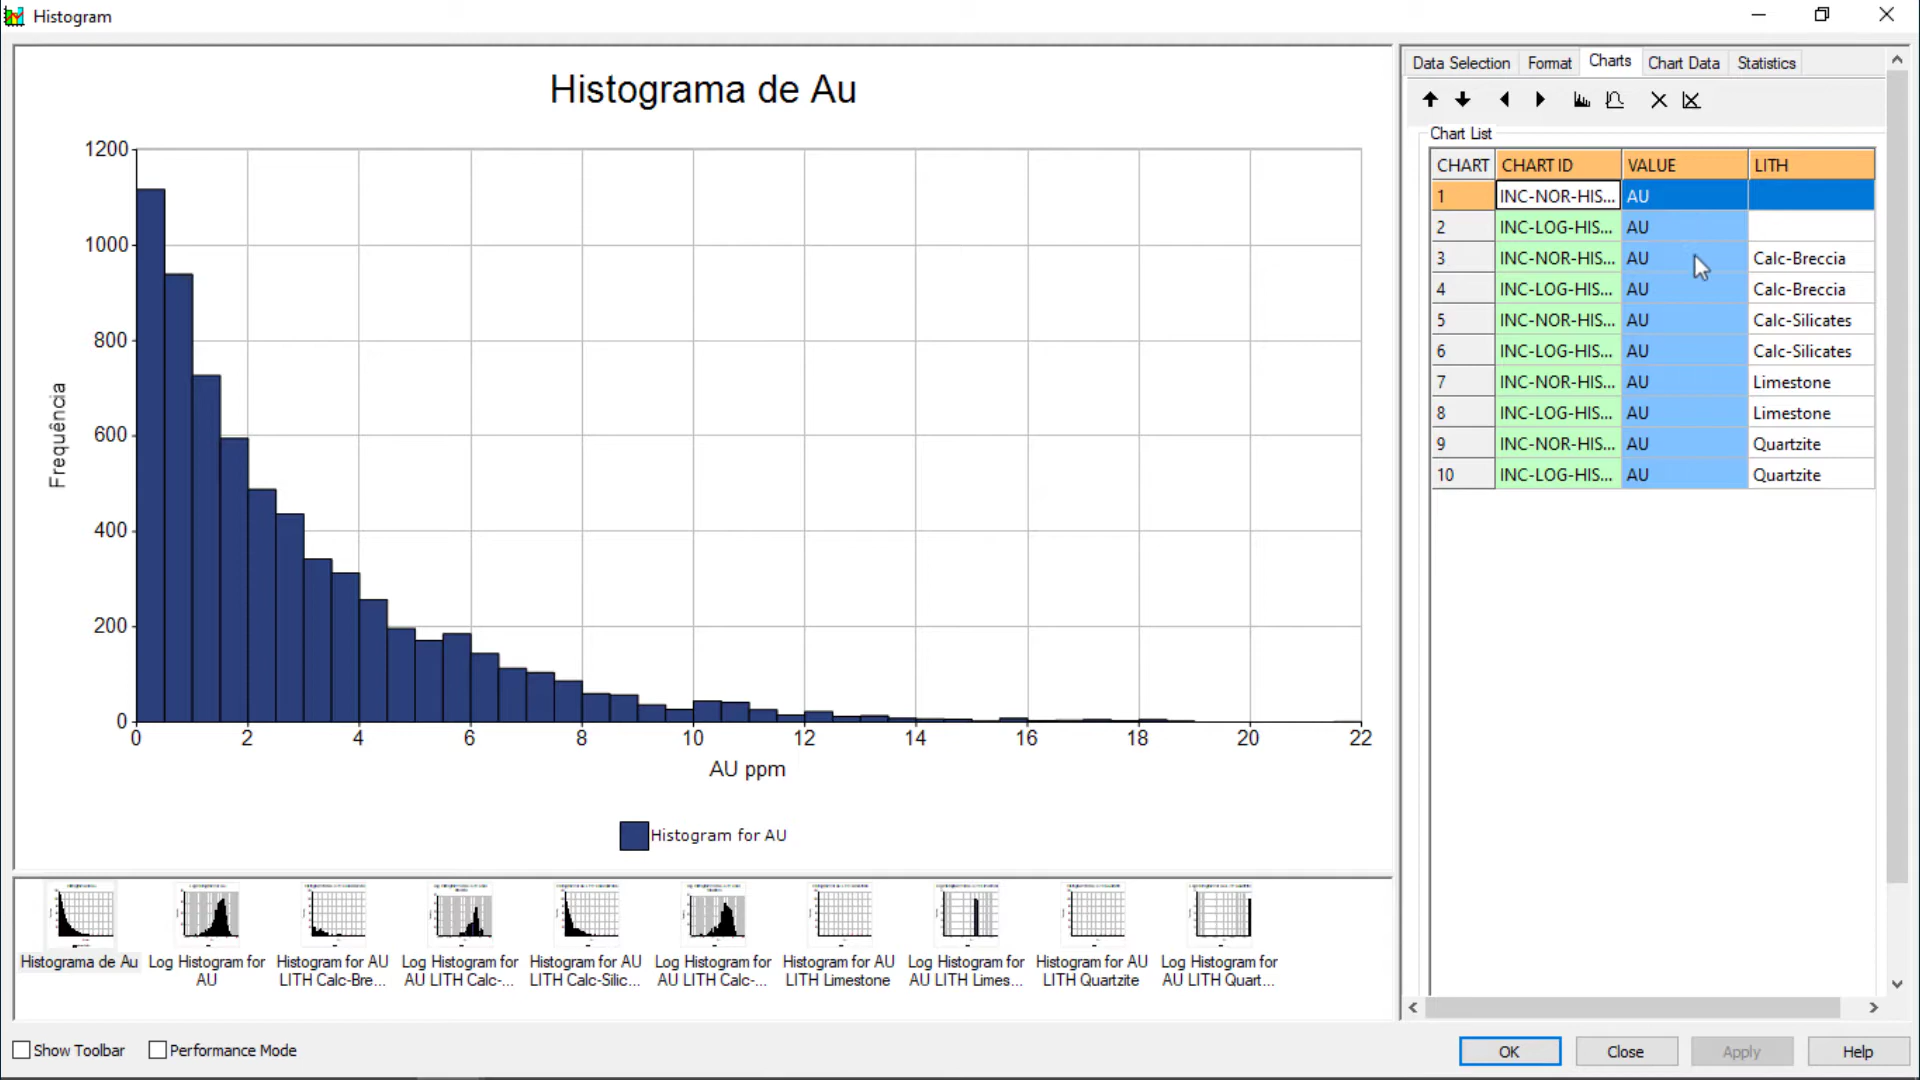 Histogram
Histograma de Au
1200
1000
800
600
400
200
0
Frequência
0 2 4 6 8 10 12 14 16 18 20 22
AU ppm
Histogram for AU
Histograma de Au
Log Histogram for
AU
Histogram for AU
LITH Calc-Bre...
Log Histogram for
AU LITH Calc-...
Histogram for AU
LITH Calc-Silic...
Log Histogram for
AU LITH Calc-...
Histogram for AU
LITH Limestone
Log Histogram for
AU LITH Limes...
Histogram for AU
LITH Quartzite
Log Histogram for
AU LITH Quart...
Show Toolbar
Performance Mode
Data Selection Format Charts Chart Data Statistics
Chart List
CHART CHART ID VALUE LITH
1 INC-NOR-HIS... AU
2 INC-LOG-HIS... AU
3 INC-NOR-HIS... AU Calc-Breccia
4 INC-LOG-HIS... AU Calc-Breccia
5 INC-NOR-HIS... AU Calc-Silicates
6 INC-LOG-HIS... AU Calc-Silicates
7 INC-NOR-HIS... AU Limestone
8 INC-LOG-HIS... AU Limestone
9 INC-NOR-HIS... AU Quartzite
10 INC-LOG-HIS... AU Quartzite
OK Close Apply Help